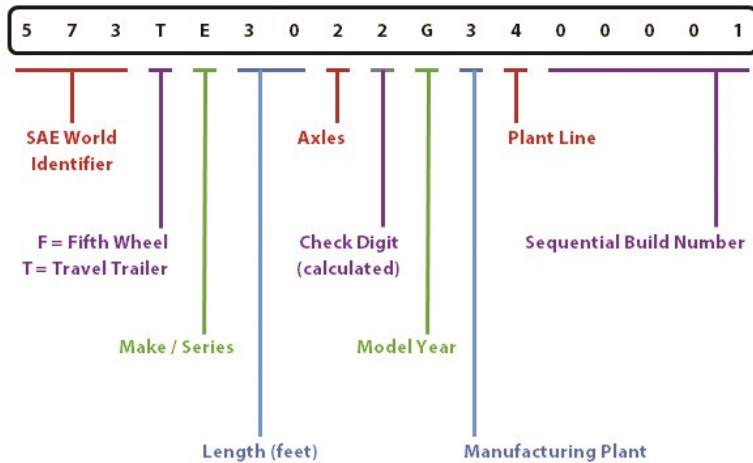 5 7 3 T E 3 0 2 2 G 3 4 0 0 0 0 1
SAE World
Identifier
Axles
Plant Line
F = Fifth Wheel
T = Travel Trailer
Check Digit
(calculated)
Sequential Build Number
Make / Series
Model Year
Length (feet)
Manufacturing Plant